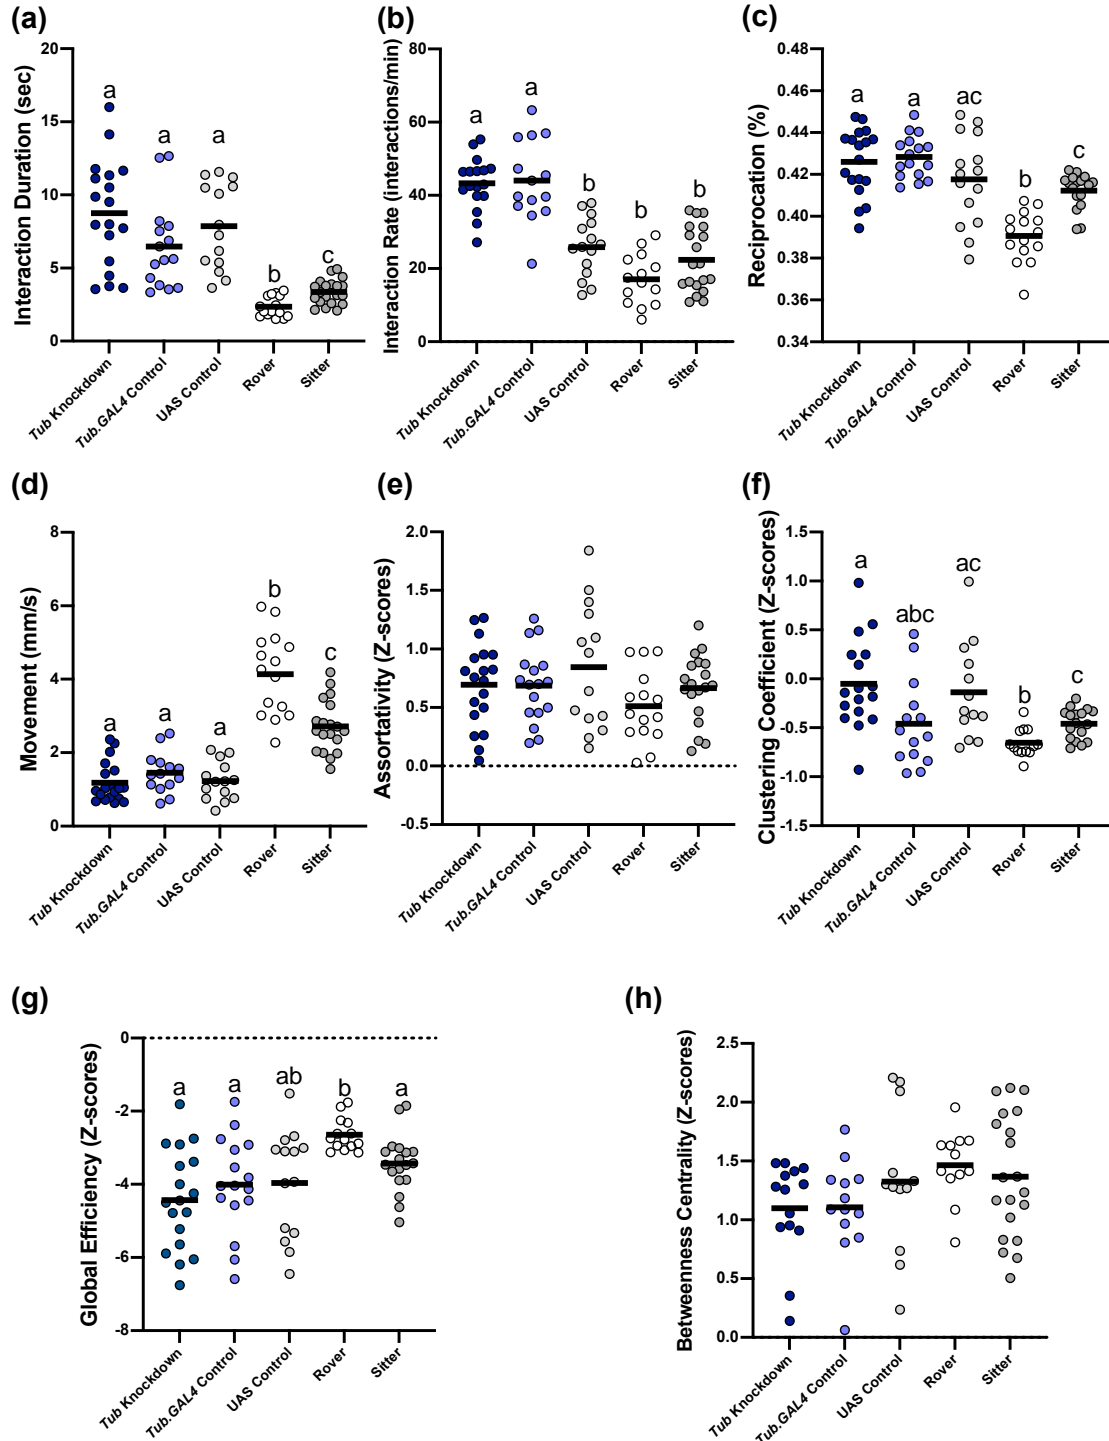 (a)
Interaction Duration (sec)
20
15
10
5
0
a
a
a
b
c
Tub Knockdown
Tub.GAL4 Control
UAS Control
Rover
Sitter
(b)
Interaction Rate (interactions/min)
80
60
40
20
0
a
a
b
b
b
Tub Knockdown
Tub.GAL4 Control
UAS Control
Rover
Sitter
(c)
Reciprocation (%)
0.48
0.46
0.44
0.42
0.40
0.38
0.36
0.34
a
a
ac
b
c
Tub Knockdown
Tub.GAL4 Control
UAS Control
Rover
Sitter
(d)
Movement (mm/s)
8
6
4
2
0
a
a
a
b
c
Tub Knockdown
Tub.GAL4 Control
UAS Control
Rover
Sitter
(e)
Assortativity (Z-scores)
2.0
1.5
1.0
0.5
0.0
-0.5
Tub Knockdown
Tub.GAL4 Control
UAS Control
Rover
Sitter
(f)
Clustering Coefficient (Z-scores)
1.5
1.0
0.5
0.0
-0.5
-1.0
-1.5
a
abc
ac
b
c
Tub Knockdown
Tub.GAL4 Control
UAS Control
Rover
Sitter
(g)
Global Efficiency (Z-scores)
0
-2
-4
-6
-8
a
a
ab
b
a
Tub Knockdown
Tub.GAL4 Control
UAS Control
Rover
Sitter
(h)
Betweenness Centrality (Z-scores)
2.5
2.0
1.5
1.0
0.5
0.0
Tub Knockdown
Tub.GAL4 Control
UAS Control
Rover
Sitter